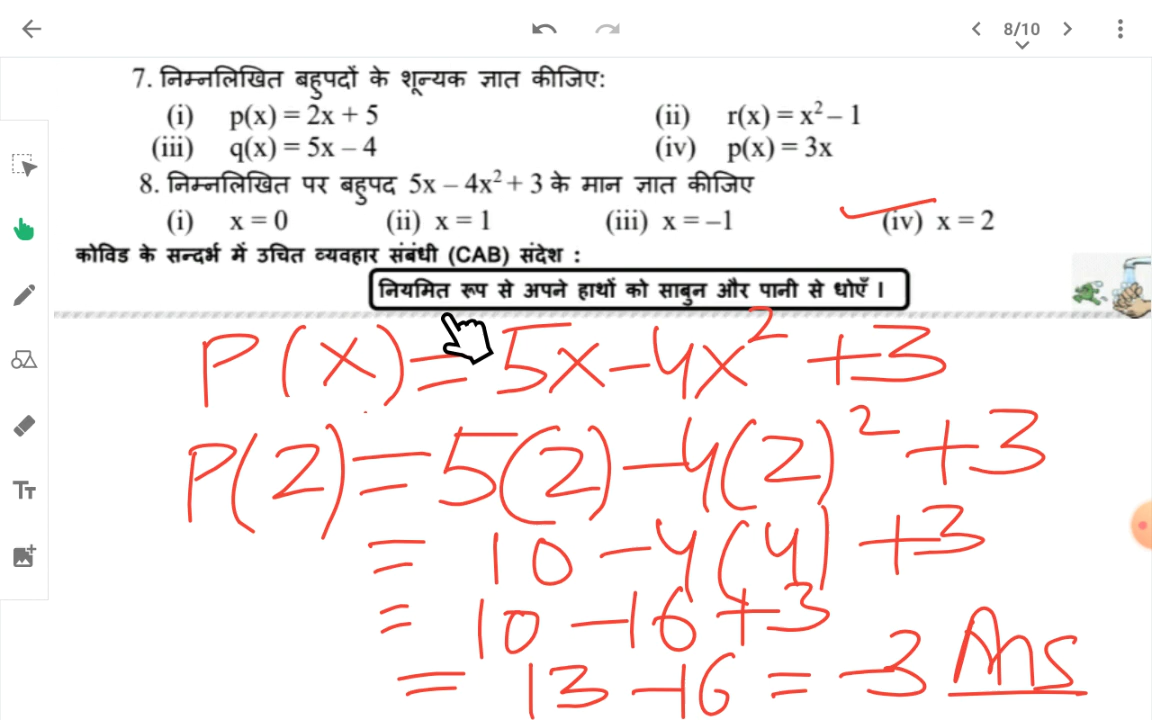 8/10
7. निम्नलिखित बहुपदों के शून्यक ज्ञात कीजिए:
(i) p(x) = 2x + 5 (ii) r(x) = x² – 1
(iii) q(x) = 5x – 4 (iv) p(x) = 3x
8. निम्नलिखित पर बहुपद 5x – 4x² + 3 के मान ज्ञात कीजिए
(i) x = 0 (ii) x = 1 (iii) x = –1 (iv) x = 2
कोविड के सन्दर्भ में उचित व्यवहार संबंधी (CAB) संदेश :
नियमित रूप से अपने हाथों को साबुन और पानी से धोएँ ।
P(x) = 5x - 4x² + 3
P(2) = 5(2) - 4(2)² + 3
= 10 - 4(4) + 3
= 10 - 16 + 3
= 13 - 16 = -3 Ans
Tт